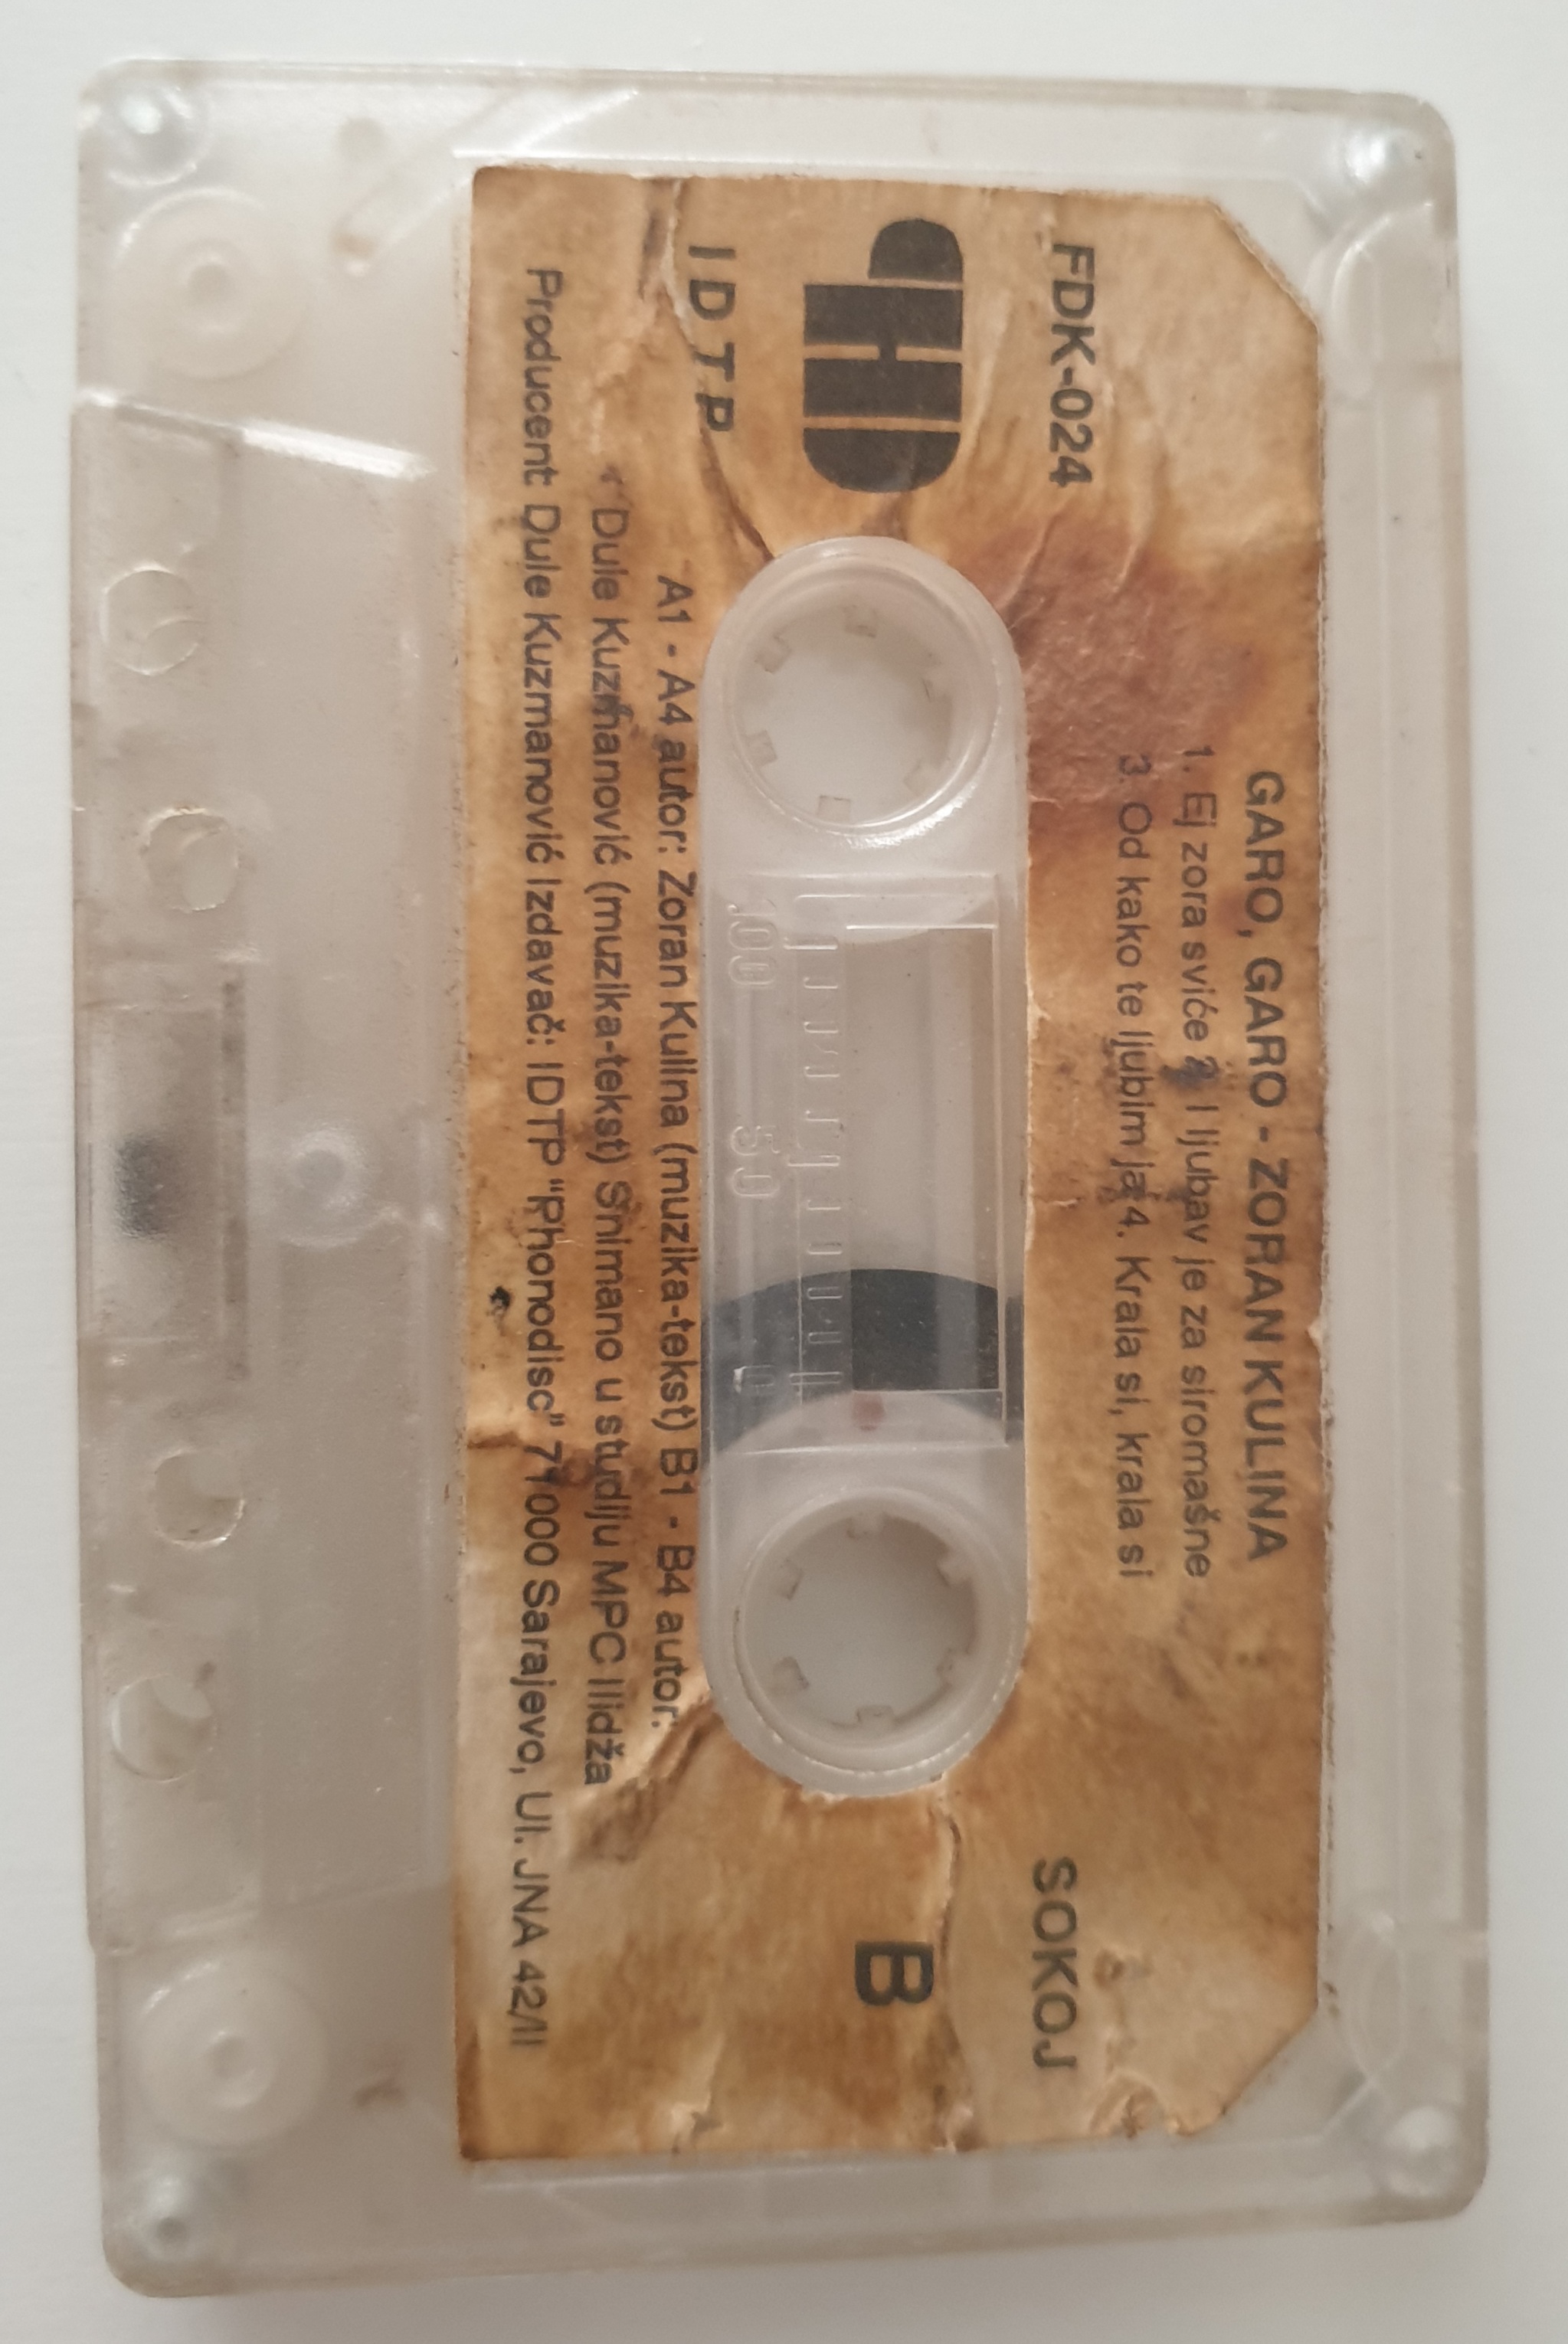 GARO, GARO - ZORAN KULINA
1. Ej zora sviće 2. I ljubav je za siromašne
3. Od kako te ljubim ja 4. Krala si, krala si
FDK-024
SOKOJ
IDTP
B
100 50 0
A1 - A4 autor: Zoran Kulina (muzika-tekst) B1 - B4 autor:
Dule Kuzmanović (muzika-tekst) Snimano u studiju MPC Ilidža
Producent: Dule Kuzmanović Izdavač: IDTP "Phonodisc" 71000 Sarajevo, Ul. JNA 42/II